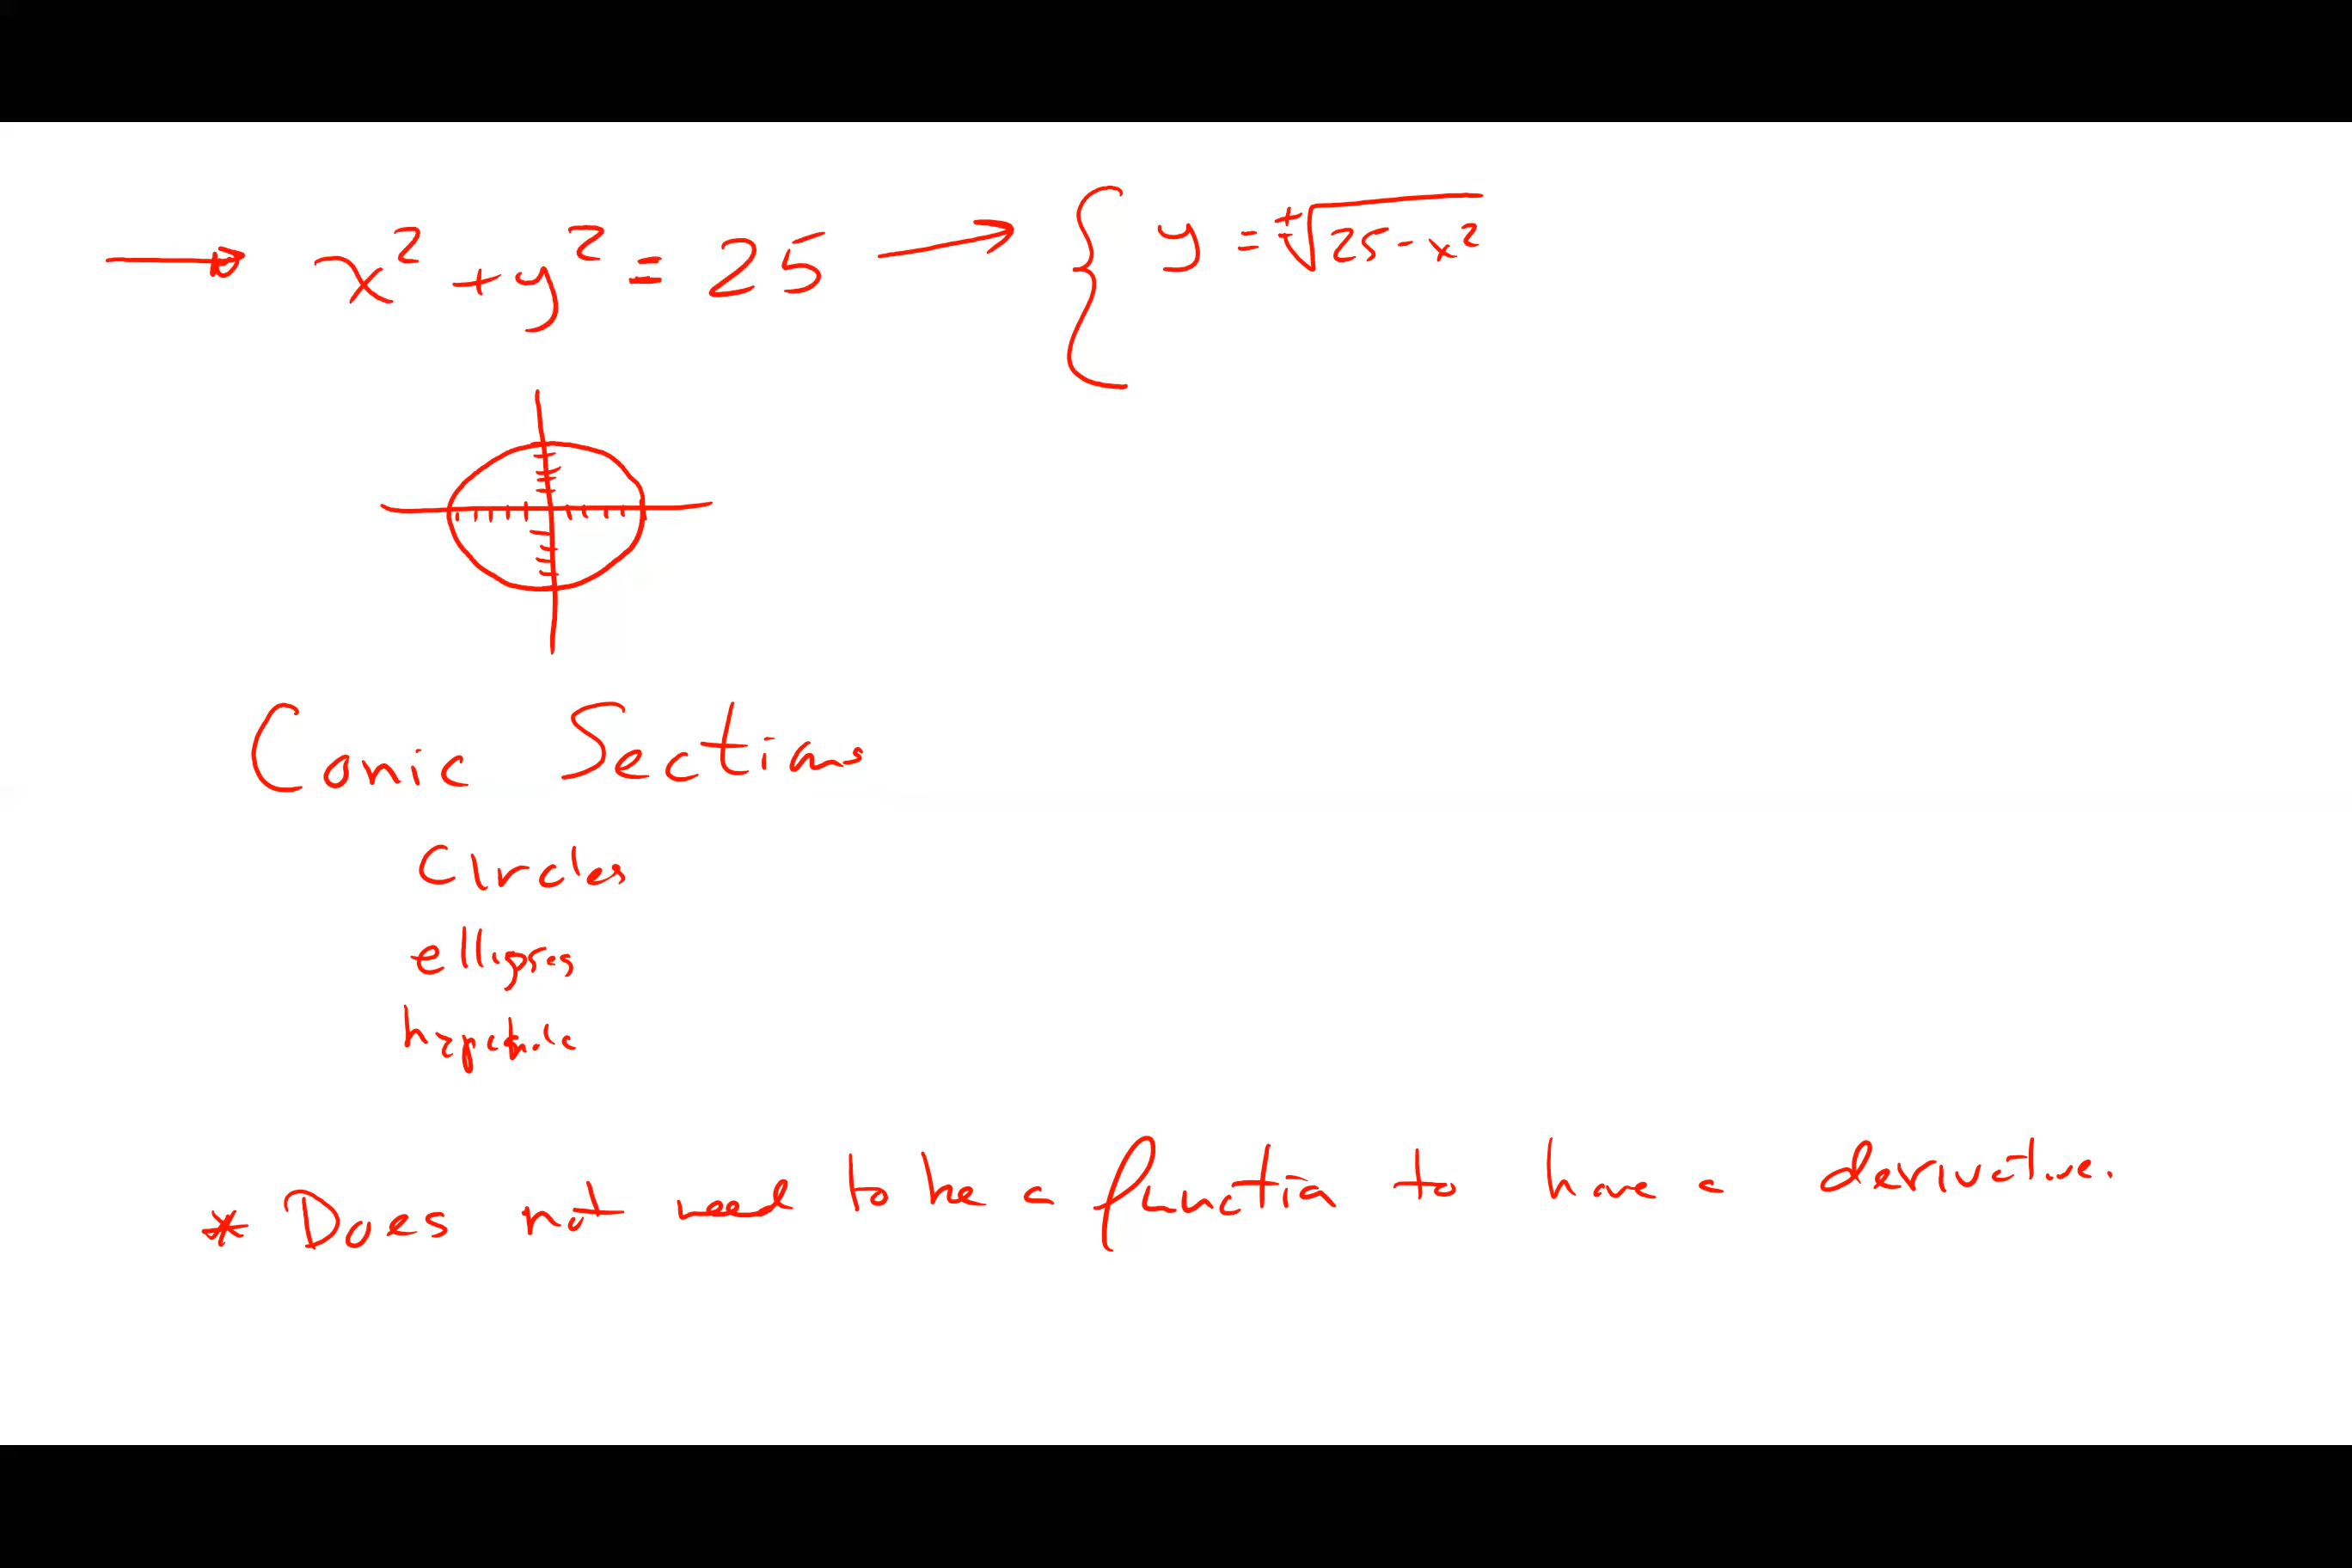 → x² + y² = 25 → { y = +√25 - x²
Conic Sections
Circles
ellipses
* Does not need to be a function to have a derivative.